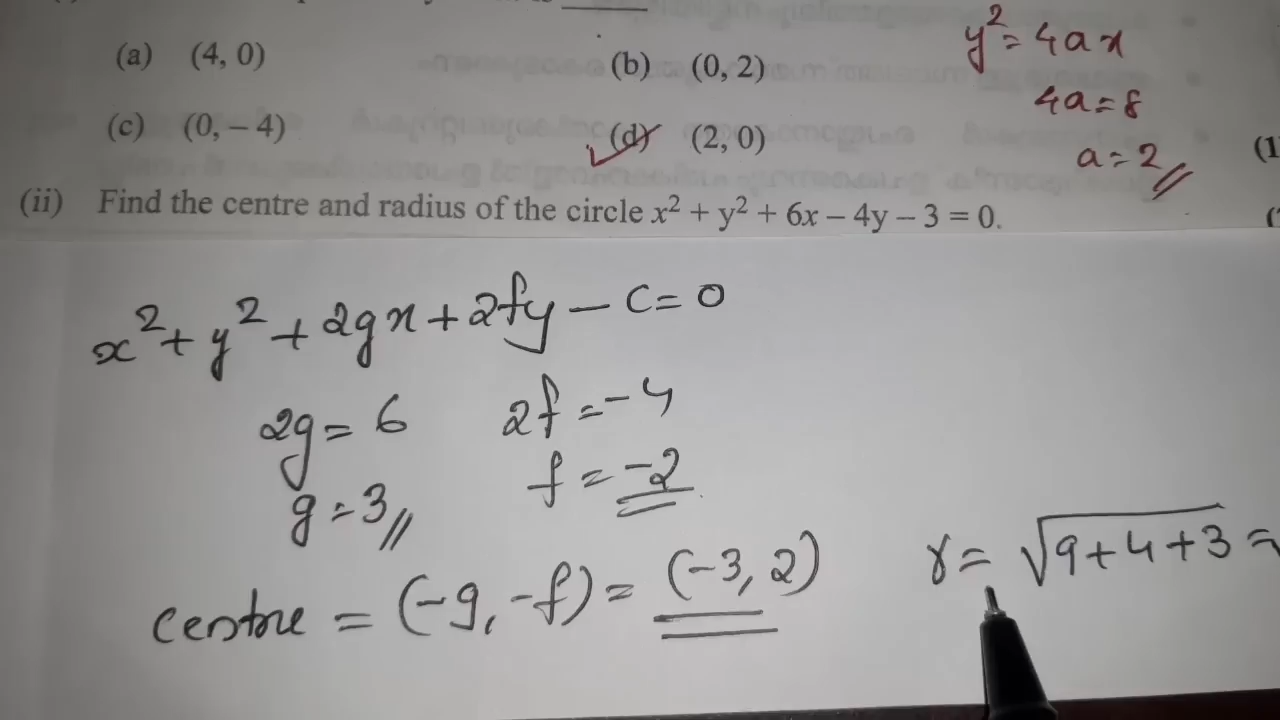 (a) (4, 0)
(b) (0, 2)
(c) (0, – 4)
(d) (2, 0)
y² = 4ax
4a = 8
a = 2
(ii) Find the centre and radius of the circle x² + y² + 6x – 4y – 3 = 0.
x² + y² + 2gx + 2fy – c = 0
2g = 6 2f = -4
g = 3 f = -2
centre = (-g, -f) = (-3, 2)
r = √9+4+3 =